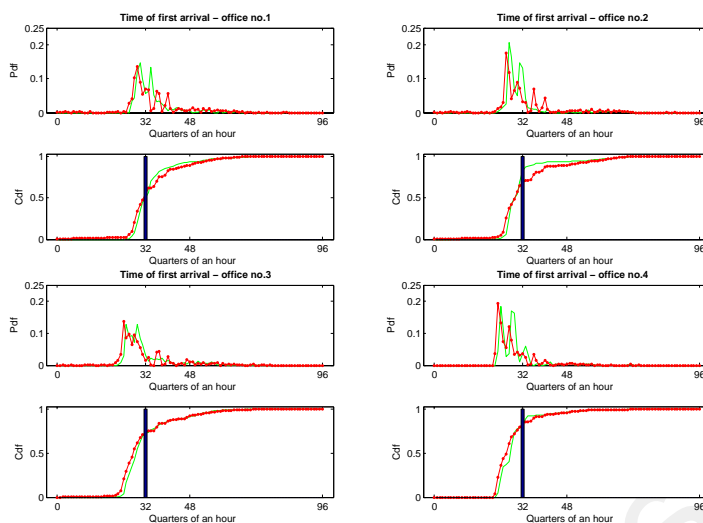 Time of first arrival – office no.1
0.25
0.2
0.1
0
Pdf
0 32 48 96
Quarters of an hour
1
0.5
0
Cdf
0 32 48 96
Quarters of an hour
Time of first arrival – office no.2
0.25
0.2
0.1
0
Pdf
0 32 48 96
Quarters of an hour
1
0.5
0
Cdf
0 32 48 96
Quarters of an hour
Time of first arrival – office no.3
0.25
0.2
0.1
0
Pdf
0 32 48 96
Quarters of an hour
1
0.5
0
Cdf
0 32 48 96
Quarters of an hour
Time of first arrival – office no.4
0.25
0.2
0.1
0
Pdf
0 32 48 96
Quarters of an hour
1
0.5
0
Cdf
0 32 48 96
Quarters of an hour